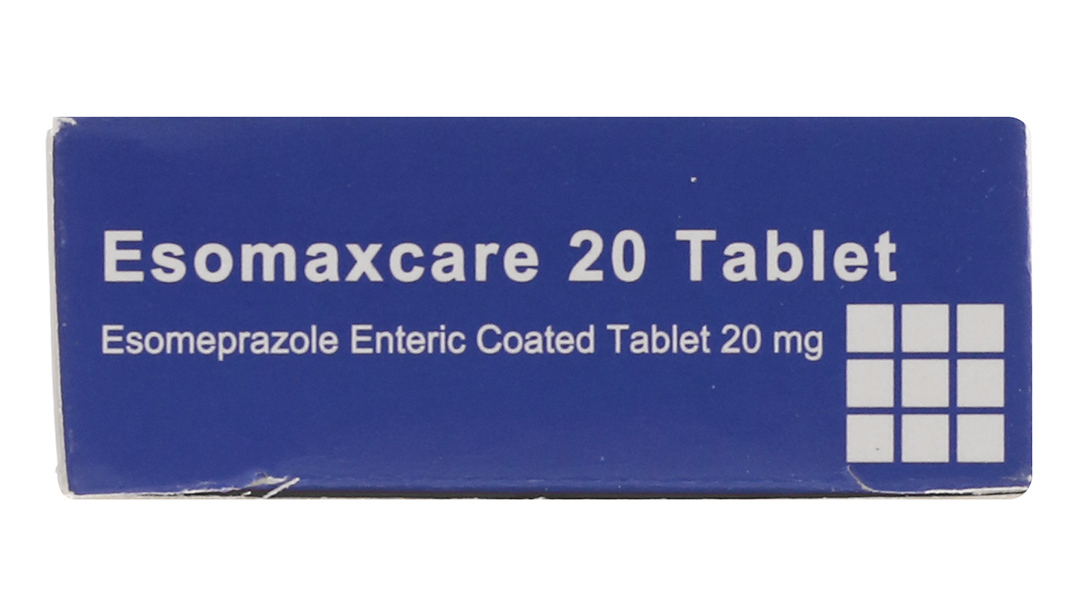 Esomaxcare 20 Tablet
Esomeprazole Enteric Coated Tablet 20 mg